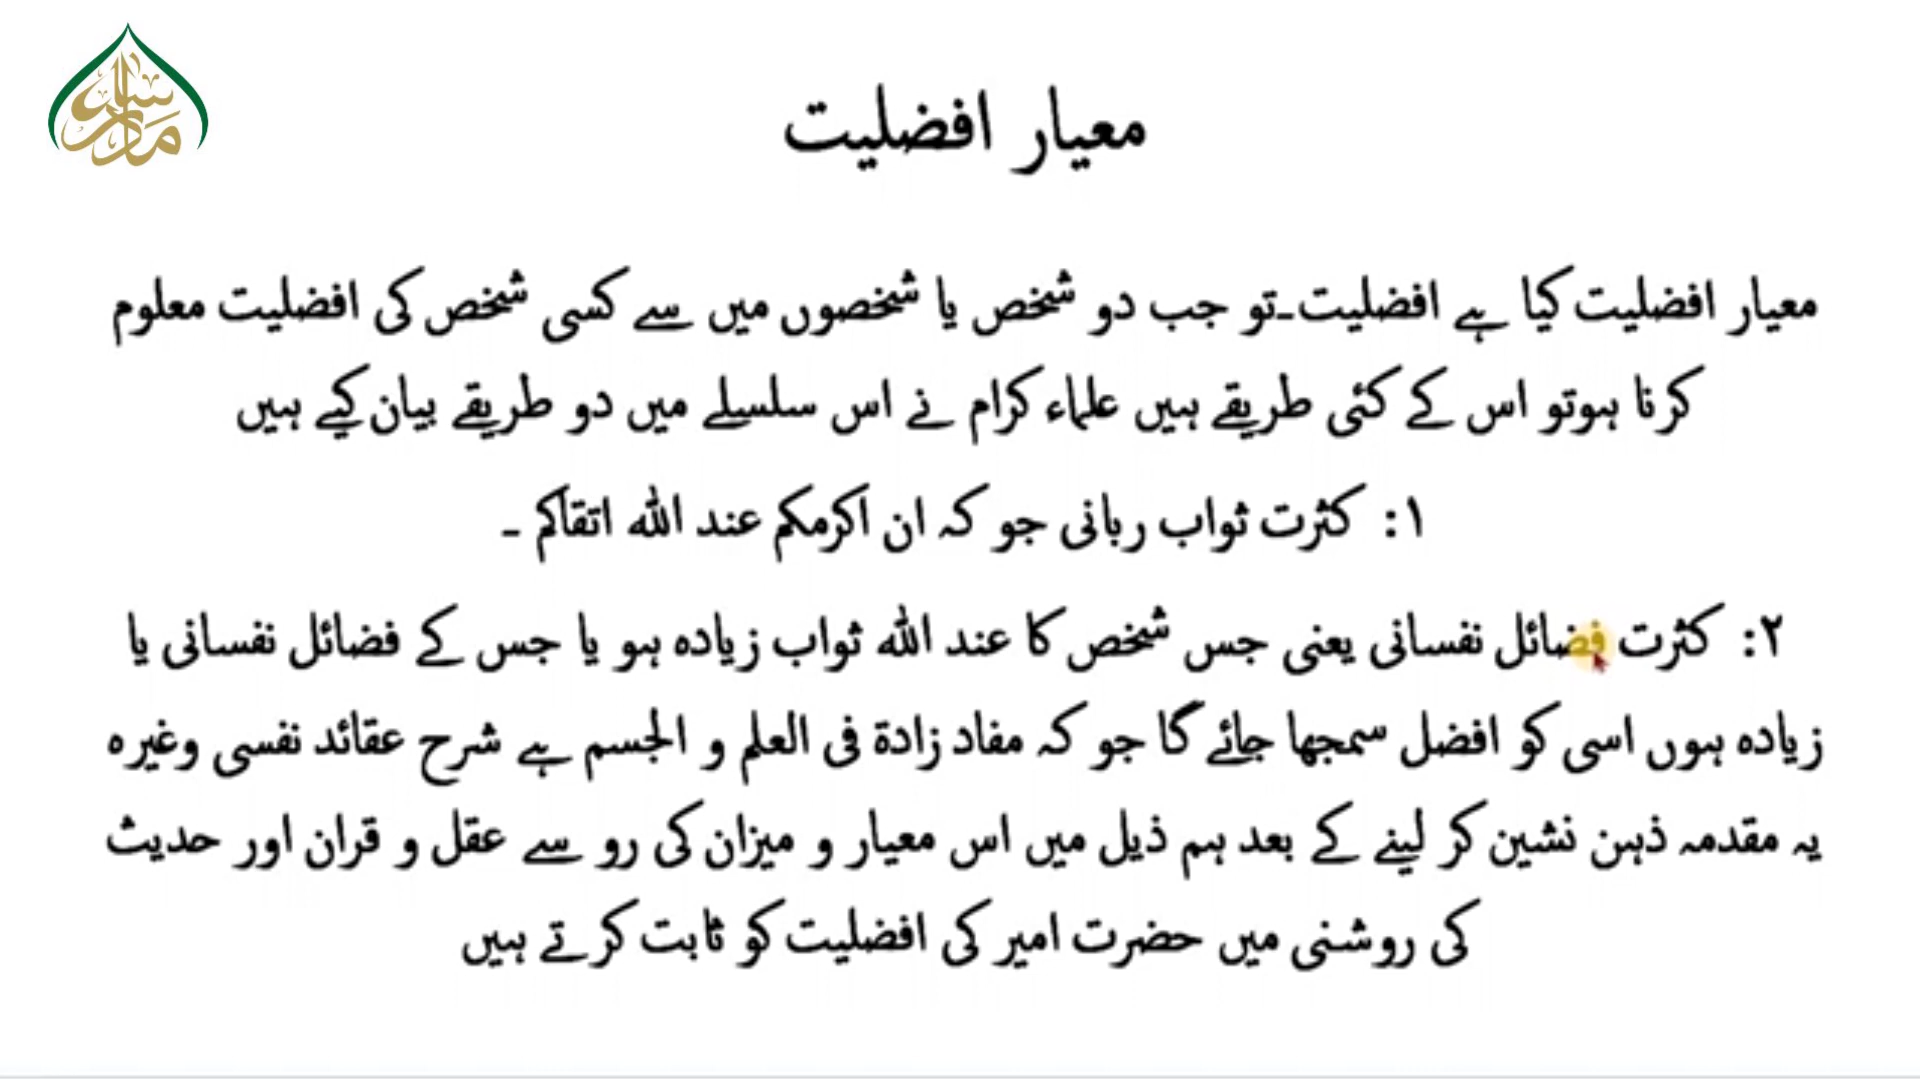 معیار افضلیت
معیار افضلیت کیا ہے افضلیت۔تو جب دو شخص یا شخصوں میں سے کسی شخص کی افضلیت معلوم
کرنا ہوتو اس کے کئی طریقے ہیں علماء کرام نے اس سلسلے میں دو طریقے بیان کیے ہیں
۱: کثرت ثواب ربانی جو کہ ان اکرمکم عند اللہ اتقاکم ۔
۲: کثرت فضائل نفسانی یعنی جس شخص کا عند اللہ ثواب زیادہ ہو یا جس کے فضائل نفسانی یا
زیادہ ہوں اسی کو افضل سمجھا جائے گا جو کہ مفاد زادۃ فی العلم و الجسم ہے شرح عقائد نفسی وغیرہ
یہ مقدمہ ذہن نشین کر لینے کے بعد ہم ذیل میں اس معیار و میزان کی رو سے عقل و قران اور حدیث
کی روشنی میں حضرت امیر کی افضلیت کو ثابت کرتے ہیں